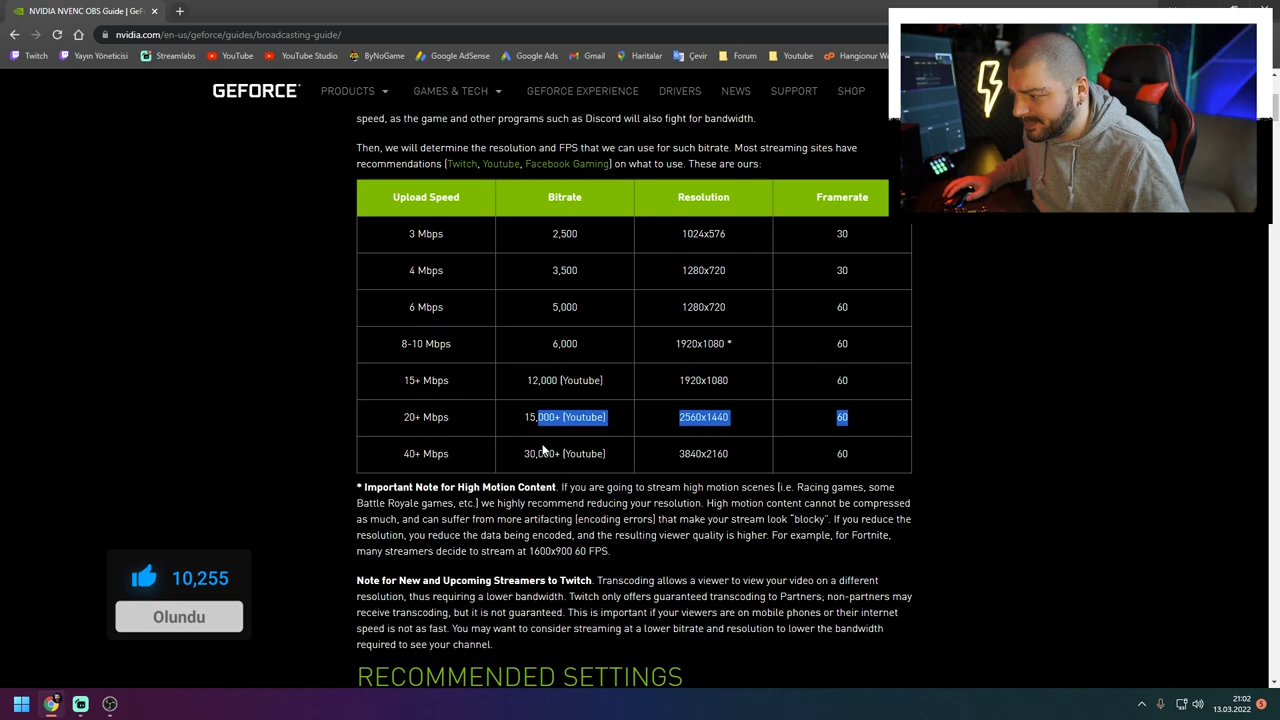 NVIDIA NVENC OBS Guide | GeF
nvidia.com/en-us/geforce/guides/broadcasting-guide/
Twitch
Yayın Yöneticisi
Streamlabs
YouTube
YouTube Studio
ByNoGame
Google AdSense
Google Ads
Gmail
Haritalar
Çevir
Forum
Youtube
Hangionur We
GEFORCE
PRODUCTS
GAMES & TECH
GEFORCE EXPERIENCE
DRIVERS
NEWS
SUPPORT
SHOP
speed, as the game and other programs such as Discord will also fight for bandwidth.
Then, we will determine the resolution and FPS that we can use for such bitrate. Most streaming sites have
recommendations (Twitch, Youtube, Facebook Gaming) on what to use. These are ours:
Upload Speed Bitrate Resolution Framerate
3 Mbps 2,500 1024x576 30
4 Mbps 3,500 1280x720 30
6 Mbps 5,000 1280x720 60
8-10 Mbps 6,000 1920x1080 * 60
15+ Mbps 12,000 (Youtube) 1920x1080 60
20+ Mbps 15,000+ (Youtube) 2560x1440 60
40+ Mbps 30,000+ (Youtube) 3840x2160 60
* Important Note for High Motion Content. If you are going to stream high motion scenes (i.e. Racing games, some
Battle Royale games, etc.) we highly recommend reducing your resolution. High motion content cannot be compressed
as much, and can suffer from more artifacting (encoding errors) that make your stream look "blocky". If you reduce the
resolution, you reduce the data being encoded, and the resulting viewer quality is higher. For example, for Fortnite,
many streamers decide to stream at 1600x900 60 FPS.
Note for New and Upcoming Streamers to Twitch. Transcoding allows a viewer to view your video on a different
resolution, thus requiring a lower bandwidth. Twitch only offers guaranteed transcoding to Partners; non-partners may
receive transcoding, but it is not guaranteed. This is important if your viewers are on mobile phones or their internet
speed is not as fast. You may want to consider streaming at a lower bitrate and resolution to lower the bandwidth
required to see your channel.
RECOMMENDED SETTINGS
10,255
Olundu
21:02
13.03.2022
5